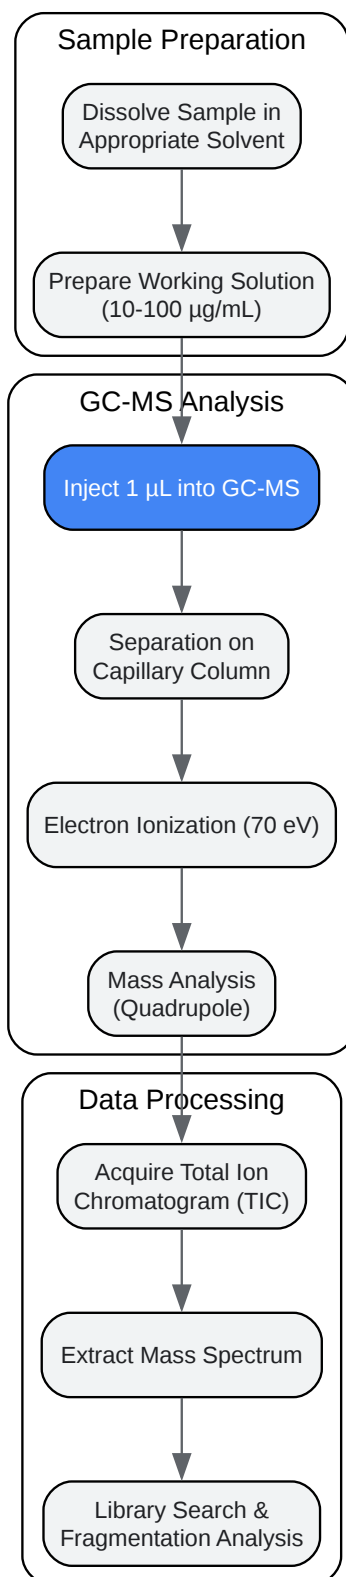 Sample Preparation
Dissolve Sample in
Appropriate Solvent
Prepare Working Solution
(10-100 µg/mL)
GC-MS Analysis
Inject 1 µL into GC-MS
Separation on
Capillary Column
Electron Ionization (70 eV)
Mass Analysis
(Quadrupole)
Data Processing
Acquire Total Ion
Chromatogram (TIC)
Extract Mass Spectrum
Library Search &
Fragmentation Analysis